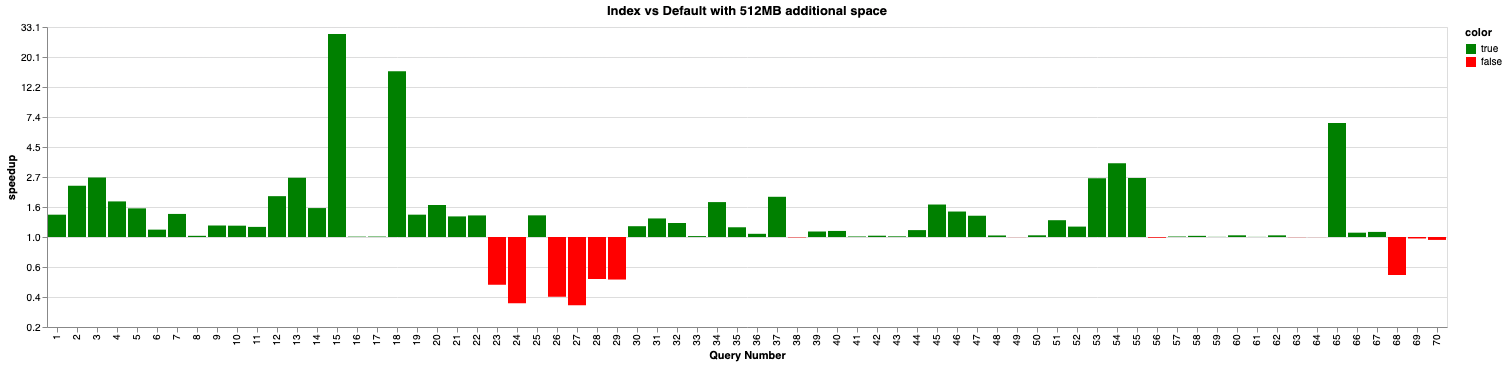 Index vs Default with 512MB additional space
33.1
20.1
12.2
7.4
4.5
2.7
1.6
1.0
0.6
0.4
0.2
speedup
1 2 3 4 5 6 7 8 9 10 11 12 13 14 15 16 17 18 19 20 21 22 23 24 25 26 27 28 29 30 31 32 33 34 35 36 37 38 39 40 41 42 43 44 45 46 47 48 49 50 51 52 53 54 55 56 57 58 59 60 61 62 63 64 65 66 67 68 69 70
Query Number
color
true
false